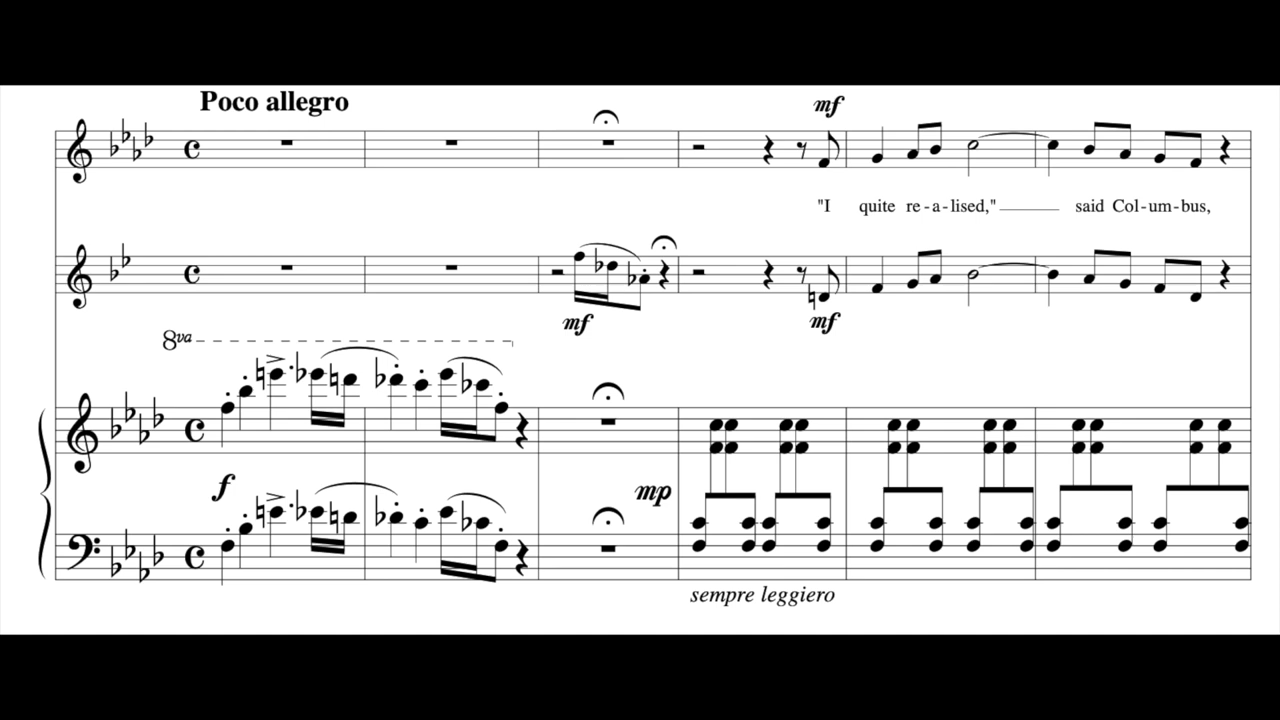 Poco allegro
mf
"I quite re-a-lised," said Col-um-bus,
mf mf
8va
f mp
sempre leggiero